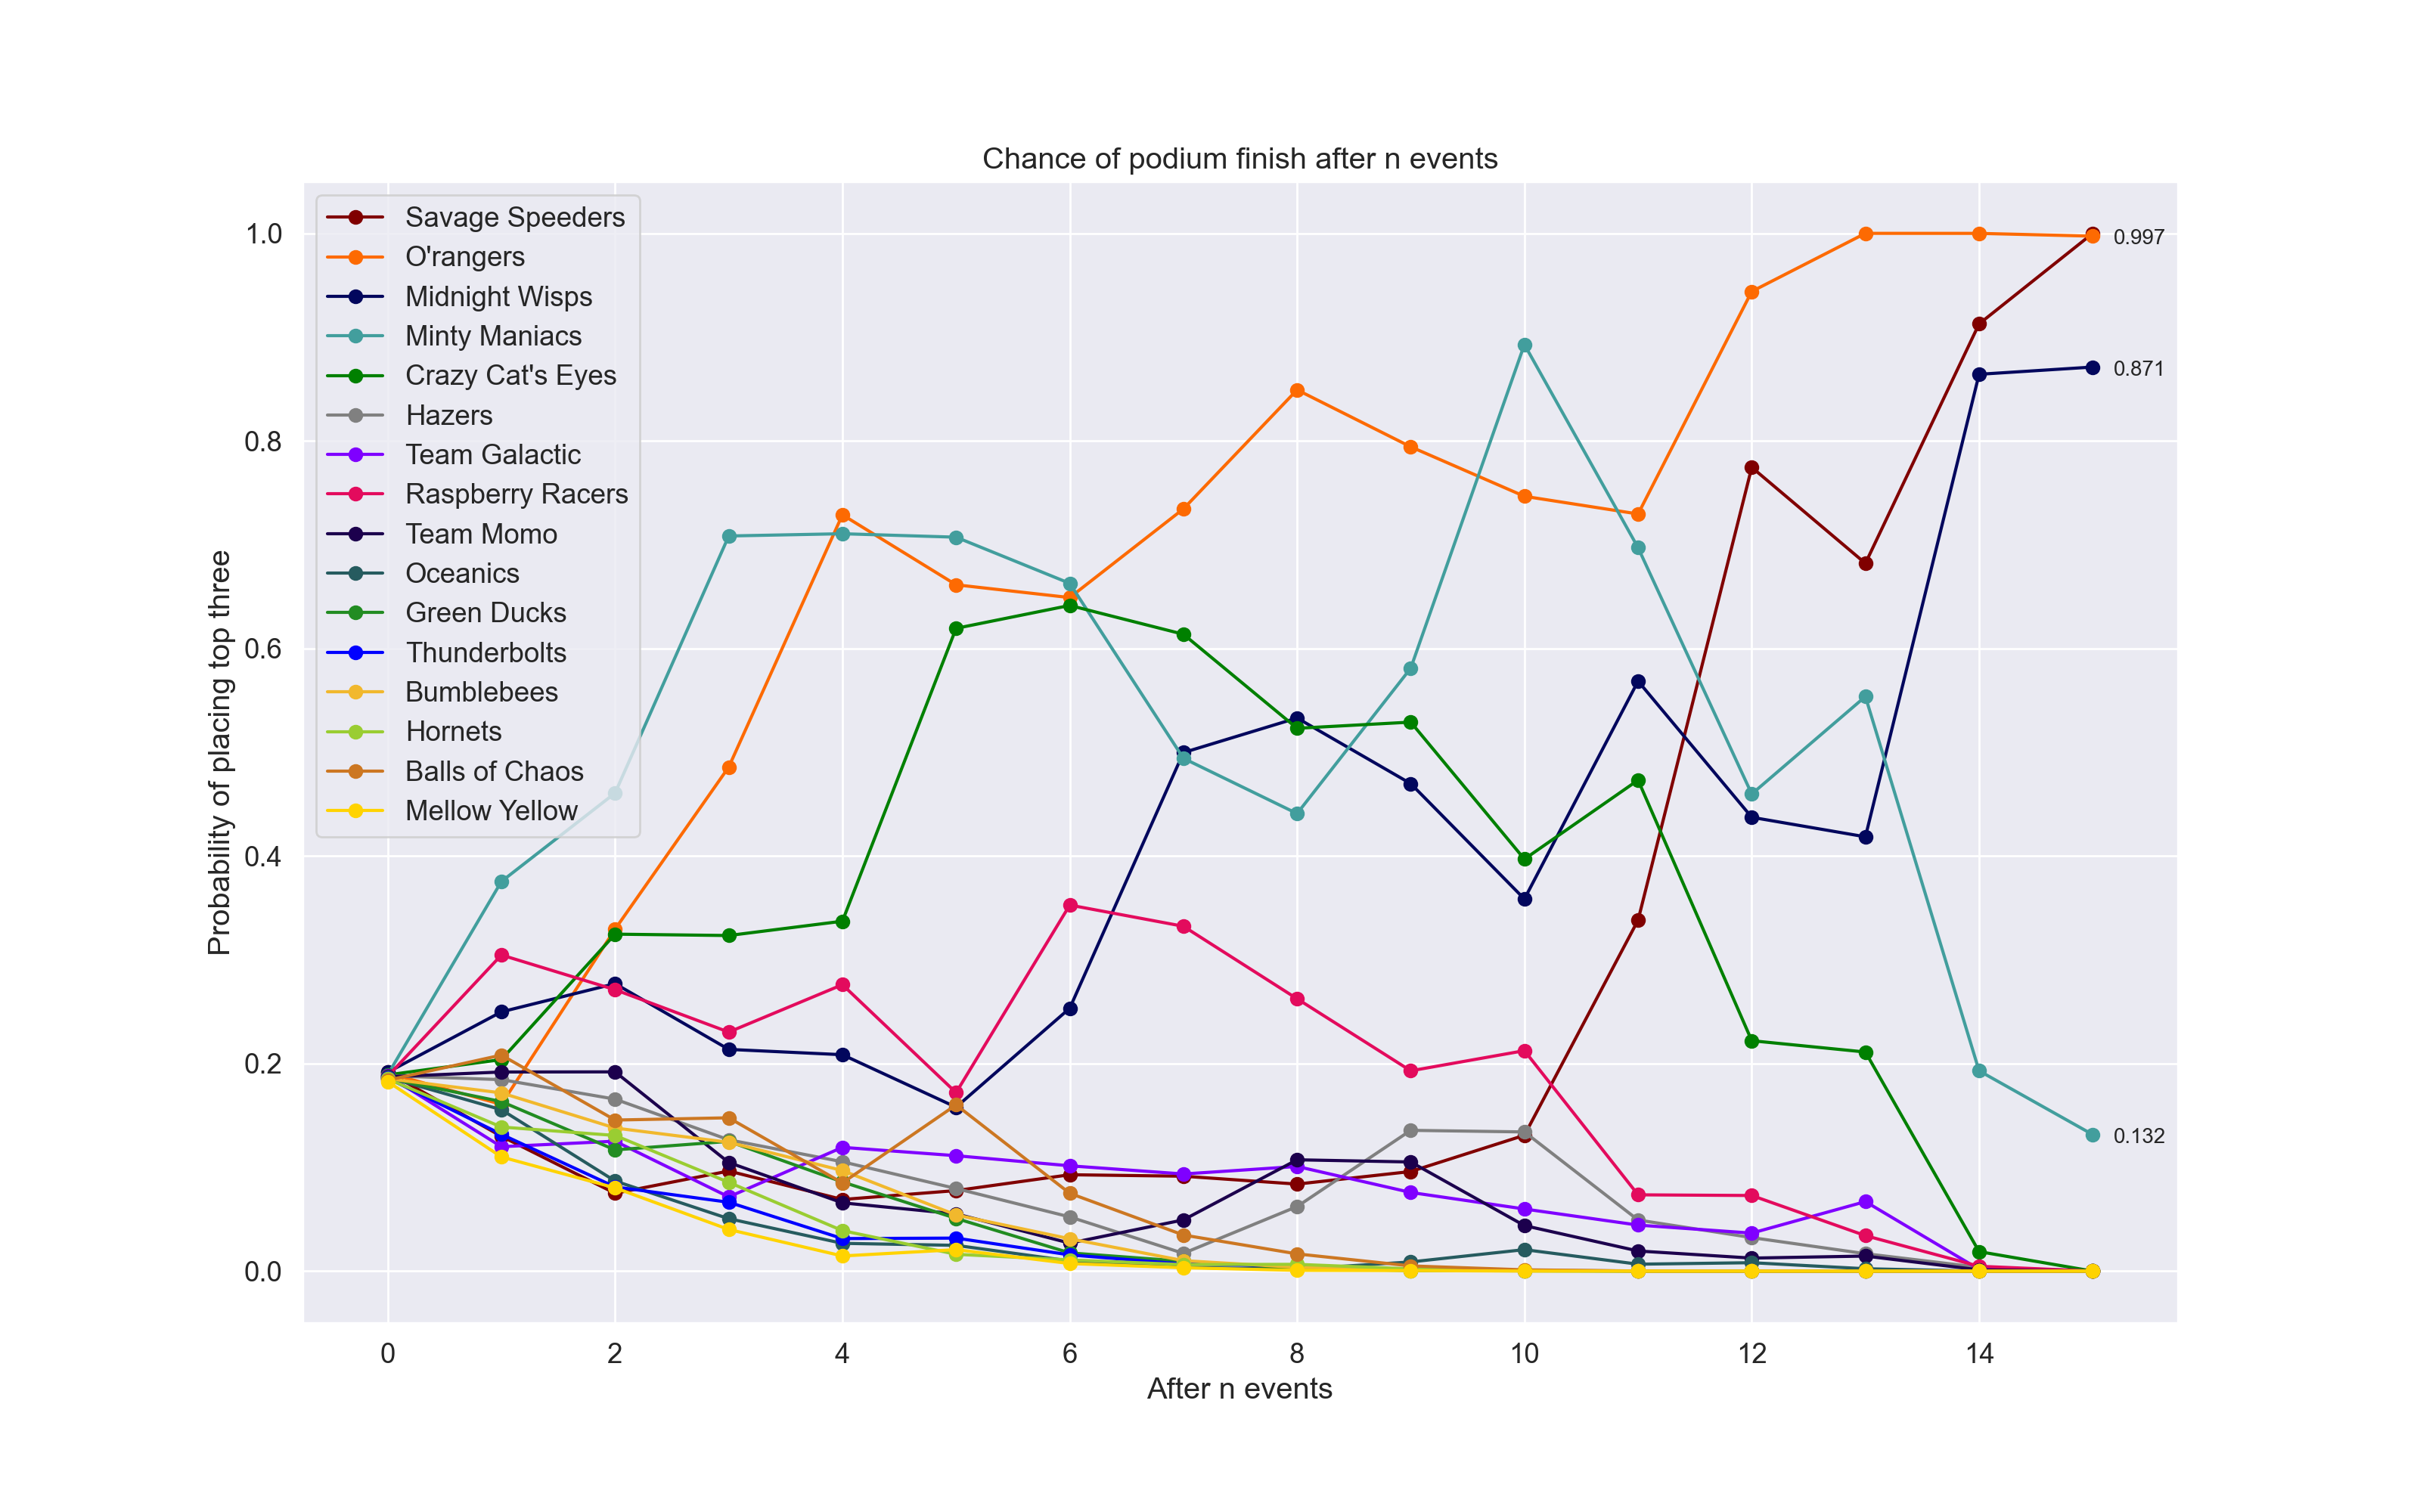 Chance of podium finish after n events
Savage Speeders
O'rangers
Midnight Wisps
Minty Maniacs
Crazy Cat's Eyes
Hazers
Team Galactic
Raspberry Racers
Team Momo
Oceanics
Green Ducks
Thunderbolts
Bumblebees
Hornets
Balls of Chaos
Mellow Yellow
Probability of placing top three
1.0
0.8
0.6
0.4
0.2
0.0
0.997
0.871
0.132
0 2 4 6 8 10 12 14
After n events